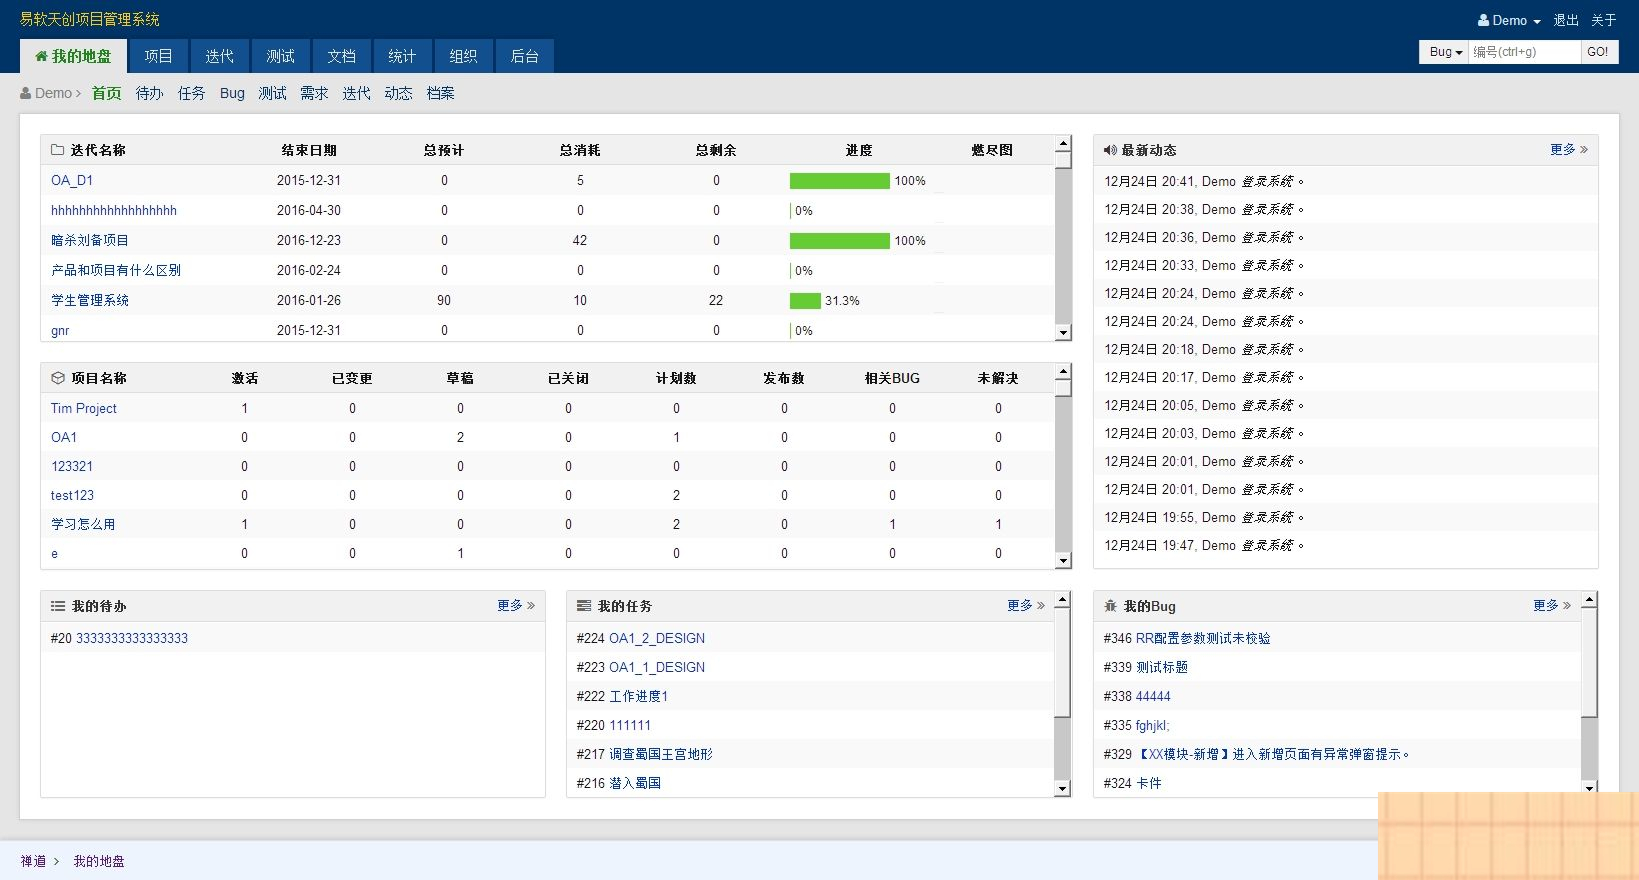 易软天创项目管理系统
Demo 退出 关于
我的地盘 项目 迭代 测试 文档 统计 组织 后台
Bug 编号(ctrl+g) GO!
Demo 首页 待办 任务 Bug 测试 需求 迭代 动态 档案
迭代名称 结束日期 总预计 总消耗 总剩余 进度 燃尽图
OA_D1 2015-12-31 0 5 0 100%
hhhhhhhhhhhhhhhhhh 2016-04-30 0 0 0 0%
暗杀刘备项目 2016-12-23 0 42 0 100%
产品和项目有什么区别 2016-02-24 0 0 0 0%
学生管理系统 2016-01-26 90 10 22 31.3%
gnr 2015-12-31 0 0 0 0%
项目名称 激活 已变更 草稿 已关闭 计划数 发布数 相关BUG 未解决
Tim Project 1 0 0 0 0 0 0 0
OA1 0 0 2 0 1 0 0 0
123321 0 0 0 0 0 0 0 0
test123 0 0 0 0 2 0 0 0
学习怎么用 1 0 0 0 2 0 1 1
e 0 0 1 0 0 0 0 0
最新动态 更多 »
12月24日 20:41, Demo 登录系统。
12月24日 20:38, Demo 登录系统。
12月24日 20:36, Demo 登录系统。
12月24日 20:33, Demo 登录系统。
12月24日 20:24, Demo 登录系统。
12月24日 20:24, Demo 登录系统。
12月24日 20:18, Demo 登录系统。
12月24日 20:17, Demo 登录系统。
12月24日 20:05, Demo 登录系统。
12月24日 20:03, Demo 登录系统。
12月24日 20:01, Demo 登录系统。
12月24日 20:01, Demo 登录系统。
12月24日 19:55, Demo 登录系统。
12月24日 19:47, Demo 登录系统。
我的待办 更多 »
#20 3333333333333333
我的任务 更多 »
#224 OA1_2_DESIGN
#223 OA1_1_DESIGN
#222 工作进度1
#220 111111
#217 调查蜀国王宫地形
#216 潜入蜀国
我的Bug 更多 »
#346 RR配置参数测试未校验
#339 测试标题
#338 44444
#335 fghjkl;
#329 【XX模块-新增】进入新增页面有异常弹窗提示。
#324 卡件
禅道 > 我的地盘